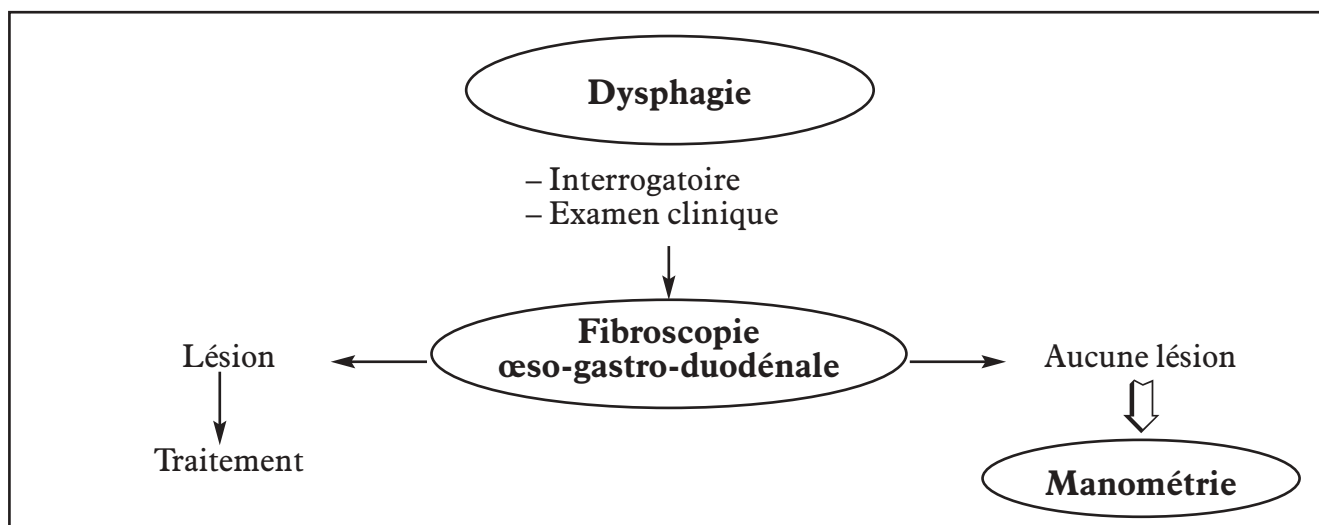 Dysphagie
– Interrogatoire
– Examen clinique
Fibroscopie
œso-gastro-duodénale
Lésion
Aucune lésion
Traitement
Manométrie